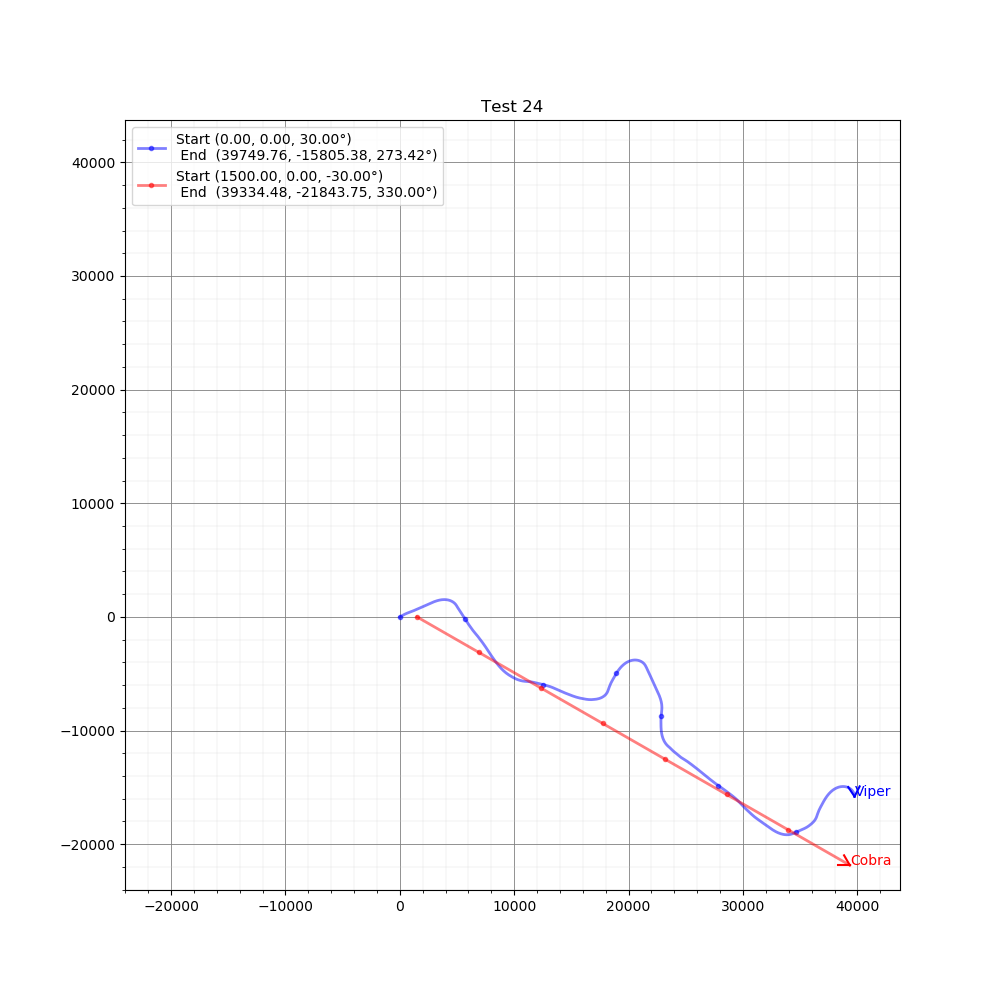 Test 24
Start (0.00, 0.00, 30.00°)
End (39749.76, -15805.38, 273.42°)
Start (1500.00, 0.00, -30.00°)
End (39334.48, -21843.75, 330.00°)
40000
30000
20000
10000
0
−10000
−20000
Viper
Cobra
−20000 −10000 0 10000 20000 30000 40000